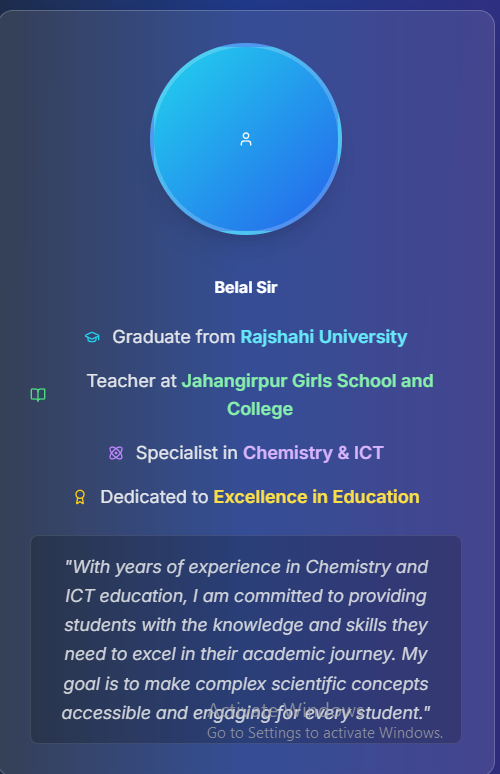 Belal Sir
Graduate from Rajshahi University
Teacher at Jahangirpur Girls School and
College
Specialist in Chemistry & ICT
Dedicated to Excellence in Education
"With years of experience in Chemistry and
ICT education, I am committed to providing
students with the knowledge and skills they
need to excel in their academic journey. My
goal is to make complex scientific concepts
accessible and engaging for every student."
Activate Windows
Go to Settings to activate Windows.